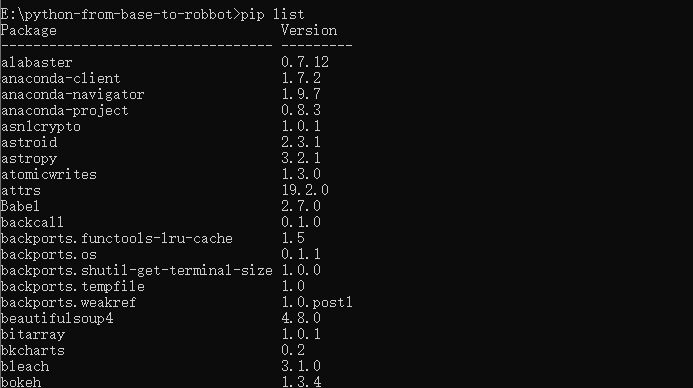 E:\python-from-base-to-robbot>pip list
Package Version
--------------------------------- ---------
alabaster 0.7.12
anaconda-client 1.7.2
anaconda-navigator 1.9.7
anaconda-project 0.8.3
asn1crypto 1.0.1
astroid 2.3.1
astropy 3.2.1
atomicwrites 1.3.0
attrs 19.2.0
Babel 2.7.0
backcall 0.1.0
backports.functools-lru-cache 1.5
backports.os 0.1.1
backports.shutil-get-terminal-size 1.0.0
backports.tempfile 1.0
backports.weakref 1.0.post1
beautifulsoup4 4.8.0
bitarray 1.0.1
bkcharts 0.2
bleach 3.1.0
bokeh 1.3.4